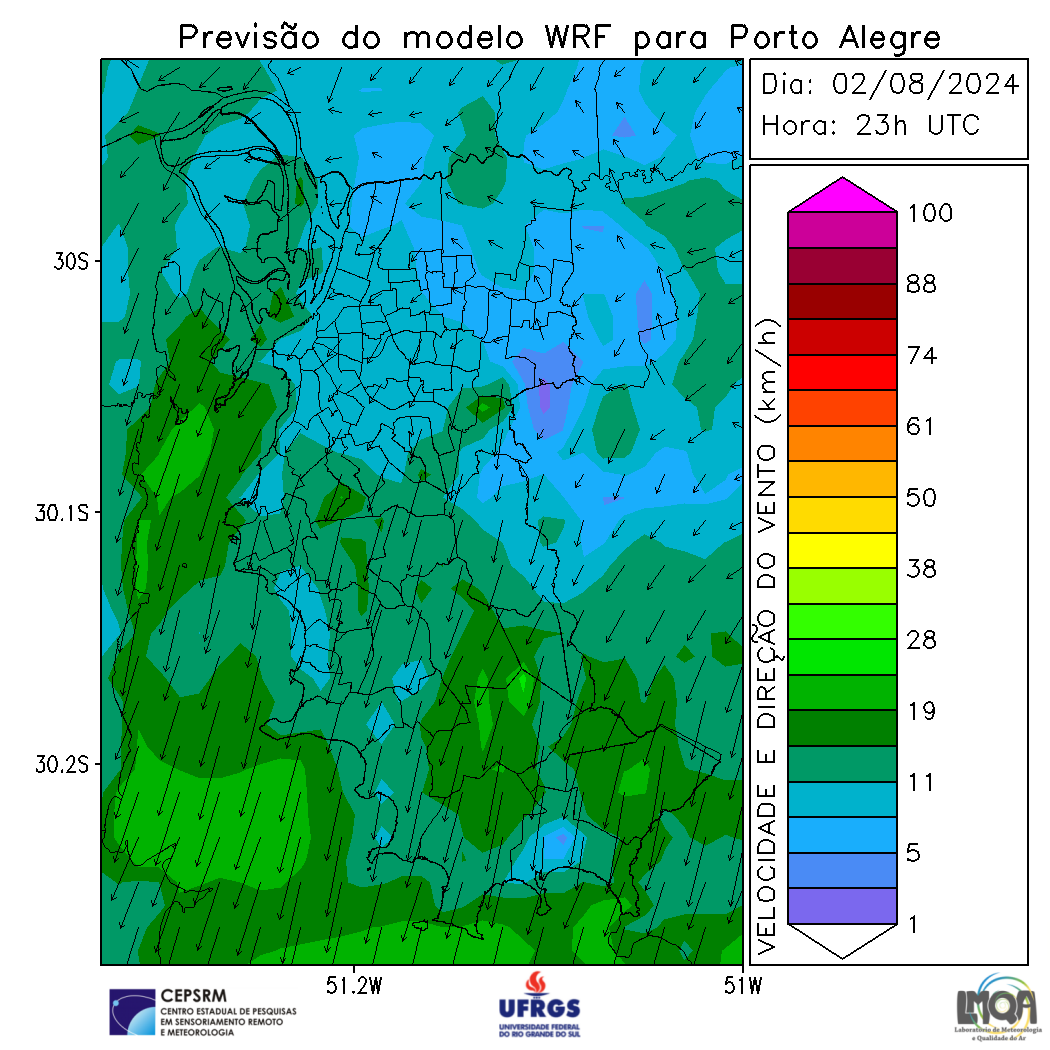 Previsão do modelo WRF para Porto Alegre
Dia: 02/08/2024
Hora: 23h UTC
30S
30.1S
30.2S
51.2W
51W
VELOCIDADE E DIREÇÃO DO VENTO (km/h)
100
88
74
61
50
38
28
19
11
5
1
CEPSRM
CENTRO ESTADUAL DE PESQUISAS
EM SENSORIAMENTO REMOTO
E METEOROLOGIA
UFRGS
UNIVERSIDADE FEDERAL
DO RIO GRANDE DO SUL
LMQA
Laboratório de Meteorologia
e Qualidade do Ar